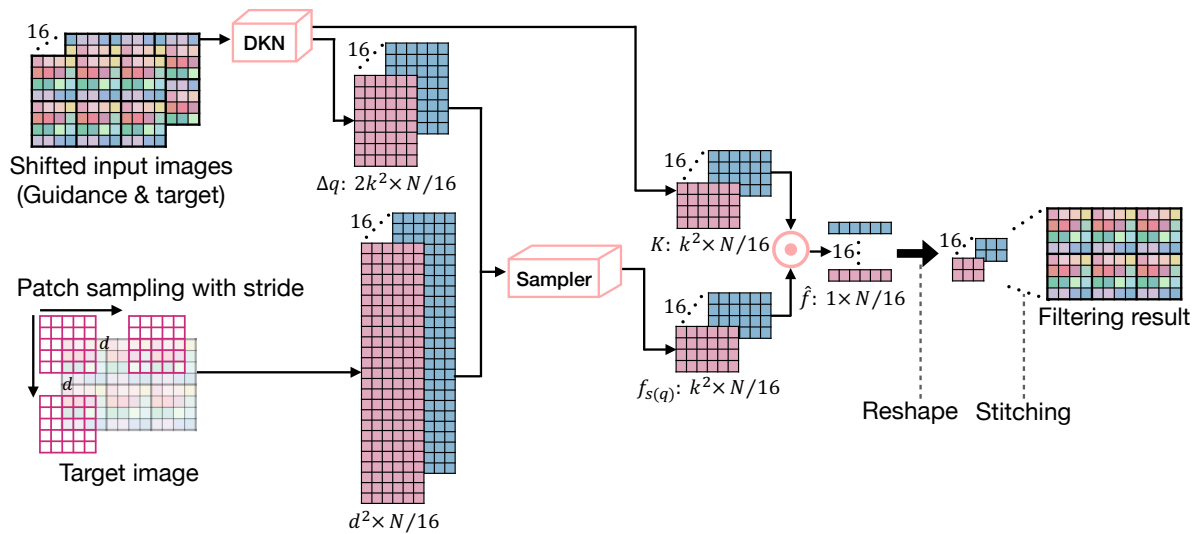 16
DKN
Shifted input images
(Guidance & target)
16
Δq: 2k² × N/16
16
d² × N/16
Patch sampling with stride
d
d
Target image
Sampler
16
K: k² × N/16
16
f_{s(q)}: k² × N/16
16
f̂: 1 × N/16
16
Reshape
Stitching
Filtering result